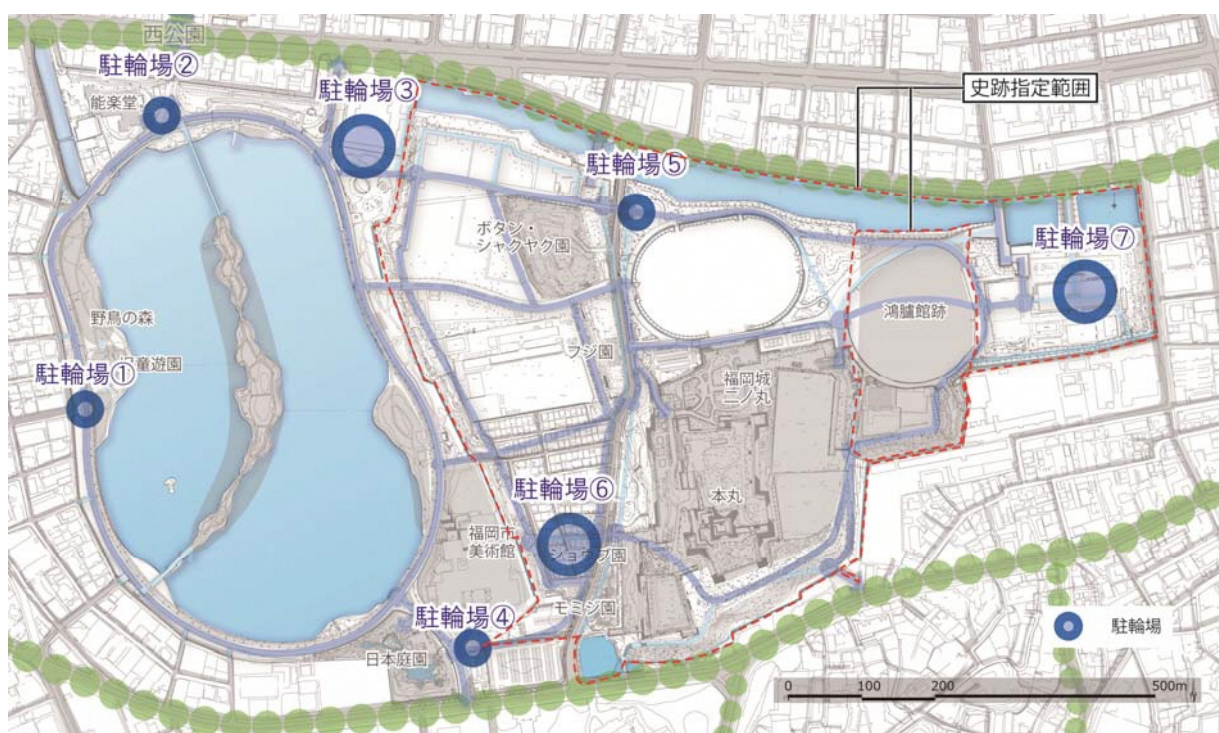 西公園
駐輪場②
能楽堂
駐輪場③
史跡指定範囲
駐輪場⑤
ボタン・
シャクヤク園
駐輪場⑦
鴻臚館跡
野鳥の森
児童遊園
駐輪場①
フジ園
福岡城
二ノ丸
駐輪場⑥
本丸
福岡市
美術館
ショウブ園
モミジ園
駐輪場④
日本庭園
駐輪場
0 100 200 500m